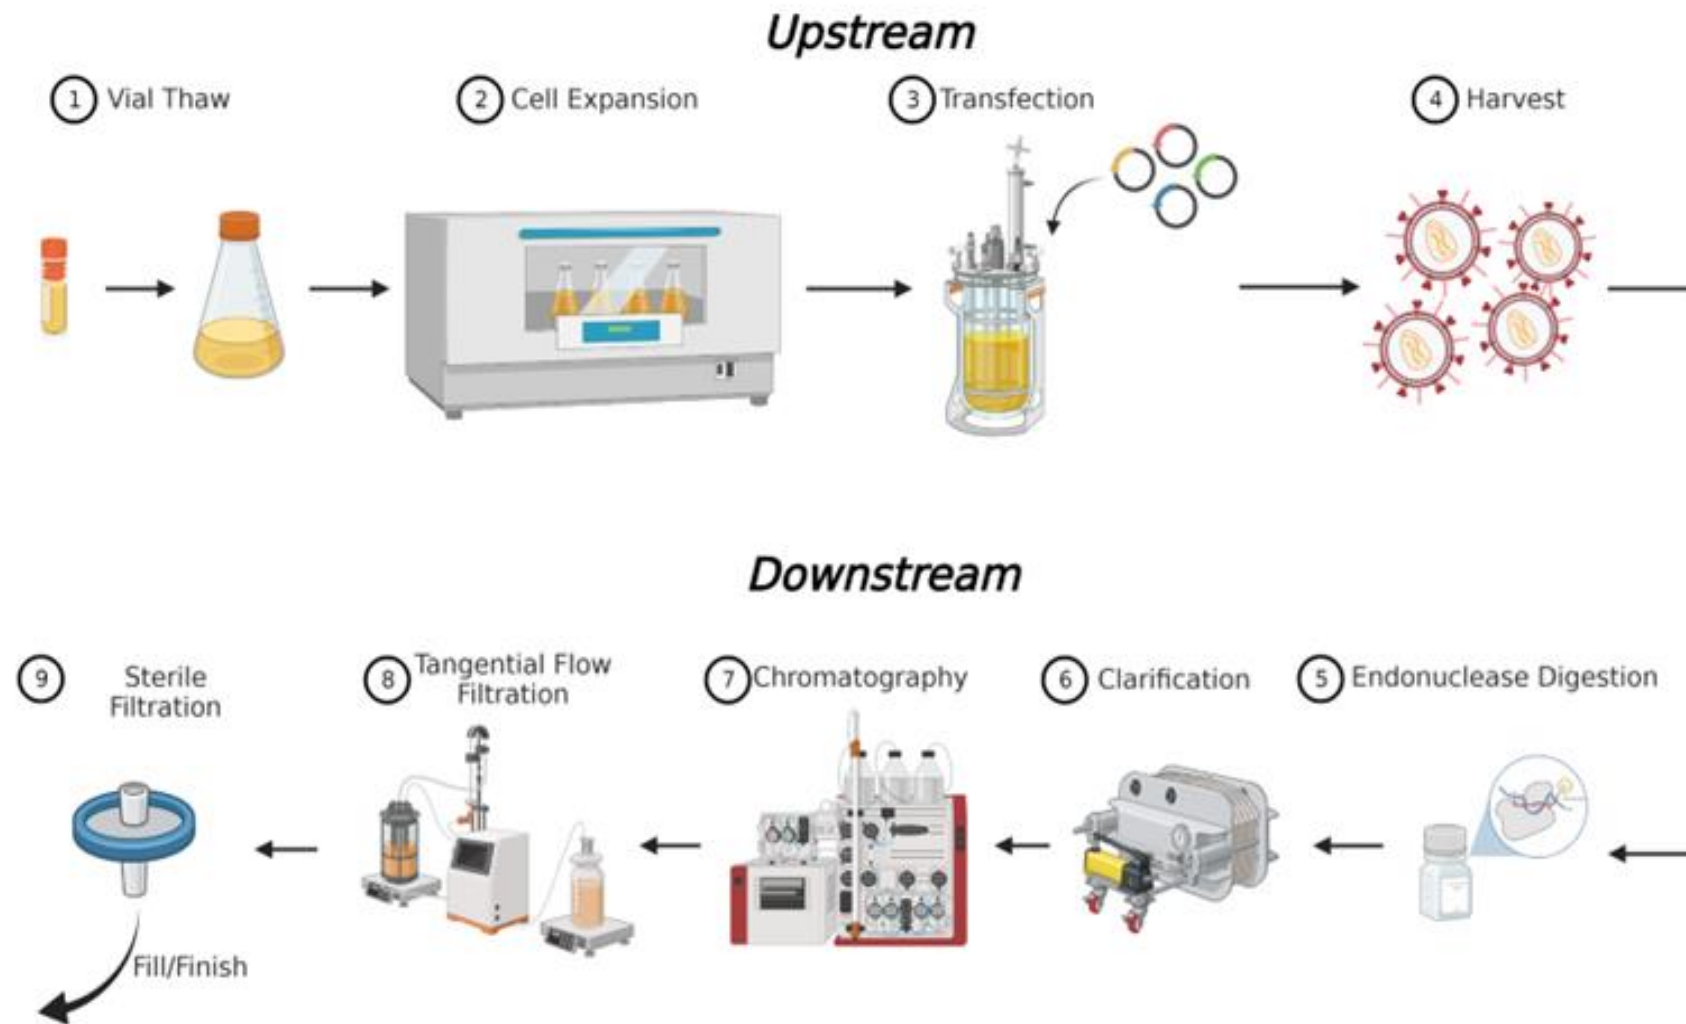 Upstream
1 Vial Thaw
2 Cell Expansion
3 Transfection
4 Harvest
Downstream
9 Sterile
Filtration
8 Tangential Flow
Filtration
7 Chromatography
6 Clarification
5 Endonuclease Digestion
Fill/Finish